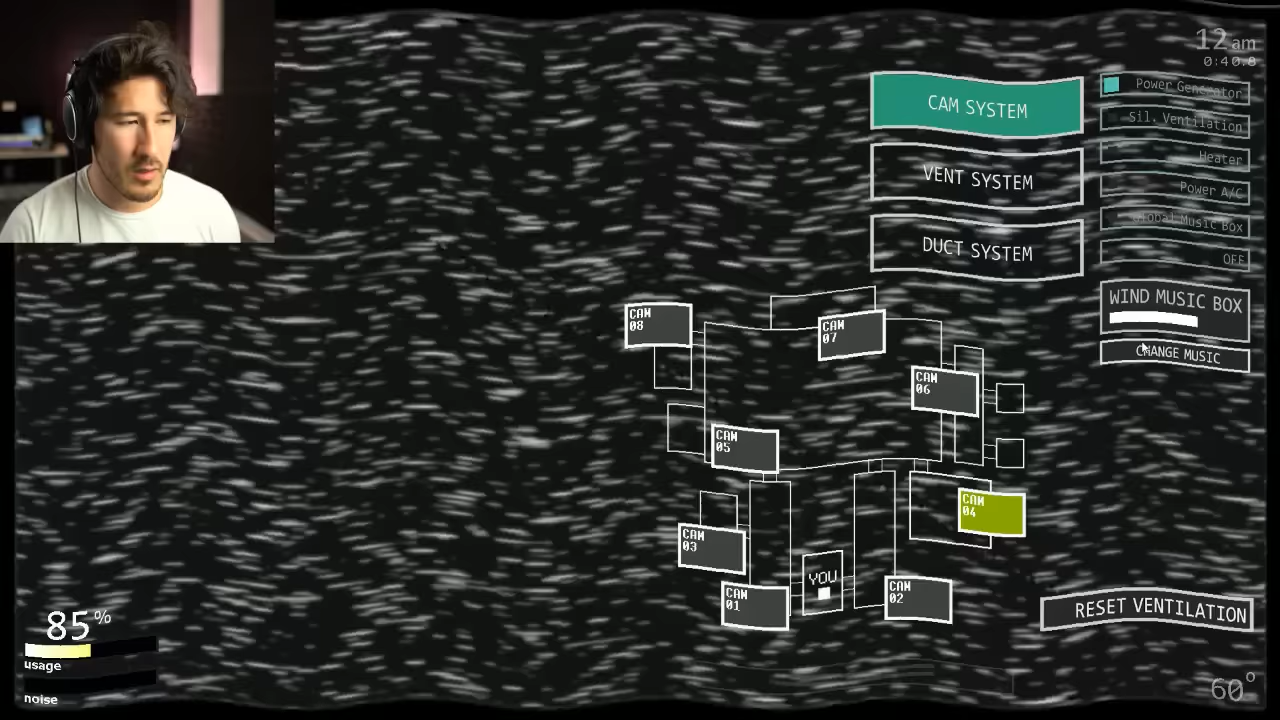 12 am
0:40.8
CAM SYSTEM
Power Generator
Sil. Ventilation
VENT SYSTEM
Heater
Power A/C
Global Music Box
DUCT SYSTEM
OFF
WIND MUSIC BOX
CHANGE MUSIC
CAM
08
CAM
07
CAM
06
CAM
05
CAM
04
CAM
03
YOU
CAM
01
CAM
02
RESET VENTILATION
85%
usage
noise
60°